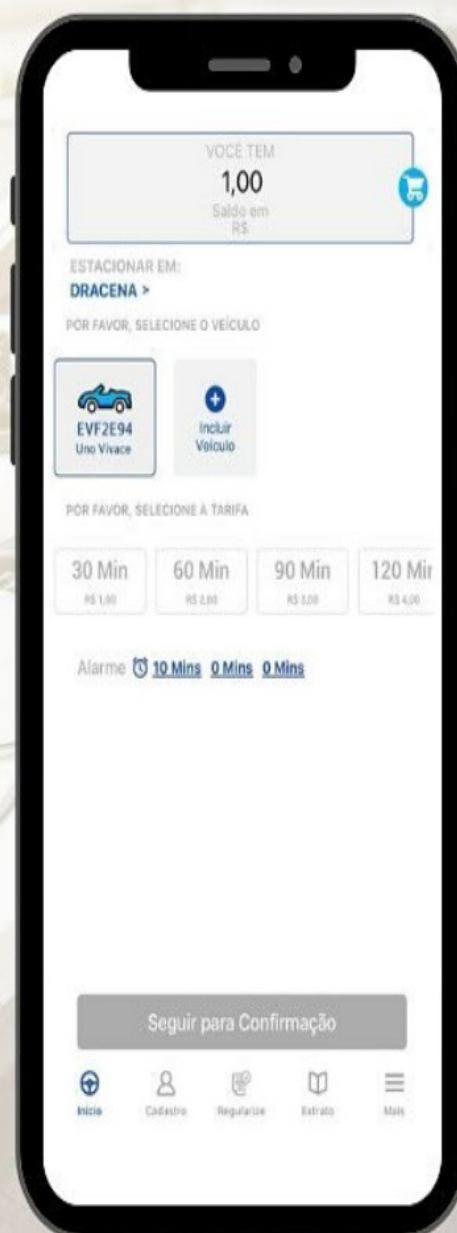 VOCÊ TEM
1,00
Saldo em
R$
ESTACIONAR EM:
DRACENA >
POR FAVOR, SELECIONE O VEÍCULO
EVF2E94
Uno Vivace
Incluir
Veículo
POR FAVOR, SELECIONE A TARIFA
30 Min 60 Min 90 Min 120 Min
R$ 1,00 R$ 2,00 R$ 3,00 R$ 4,00
Alarme 10 Mins 0 Mins 0 Mins
Seguir para Confirmação
Início Cadastro Regularize Extrato Mais